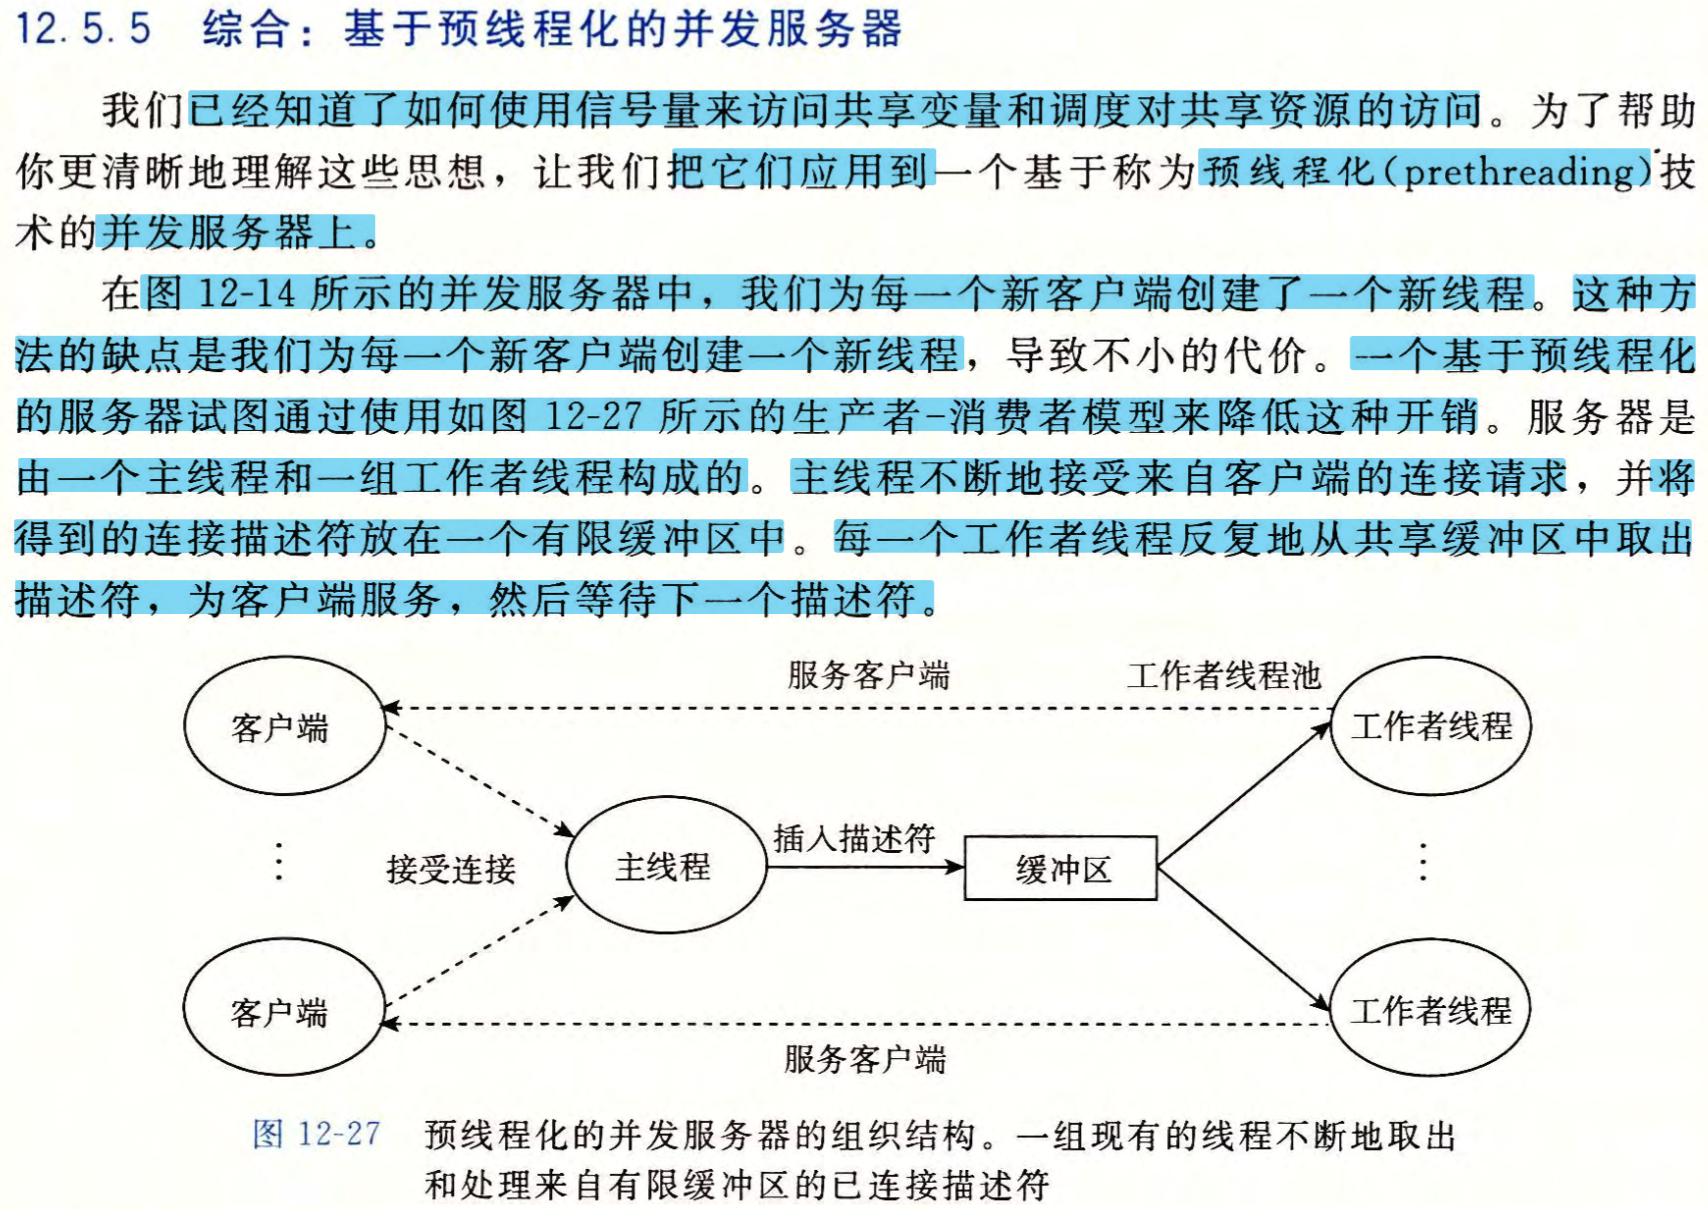 12.5.5 综合：基于预线程化的并发服务器
我们已经知道了如何使用信号量来访问共享变量和调度对共享资源的访问。为了帮助
你更清晰地理解这些思想，让我们把它们应用到一个基于称为预线程化(prethreading)技
术的并发服务器上。
在图 12-14 所示的并发服务器中，我们为每一个新客户端创建了一个新线程。这种方
法的缺点是我们为每一个新客户端创建一个新线程，导致不小的代价。一个基于预线程化
的服务器试图通过使用如图 12-27 所示的生产者-消费者模型来降低这种开销。服务器是
由一个主线程和一组工作者线程构成的。主线程不断地接受来自客户端的连接请求，并将
得到的连接描述符放在一个有限缓冲区中。每一个工作者线程反复地从共享缓冲区中取出
描述符，为客户端服务，然后等待下一个描述符。
服务客户端
工作者线程池
客户端
工作者线程
插入描述符
接受连接
主线程
缓冲区
客户端
工作者线程
服务客户端
图 12-27 预线程化的并发服务器的组织结构。一组现有的线程不断地取出
和处理来自有限缓冲区的已连接描述符